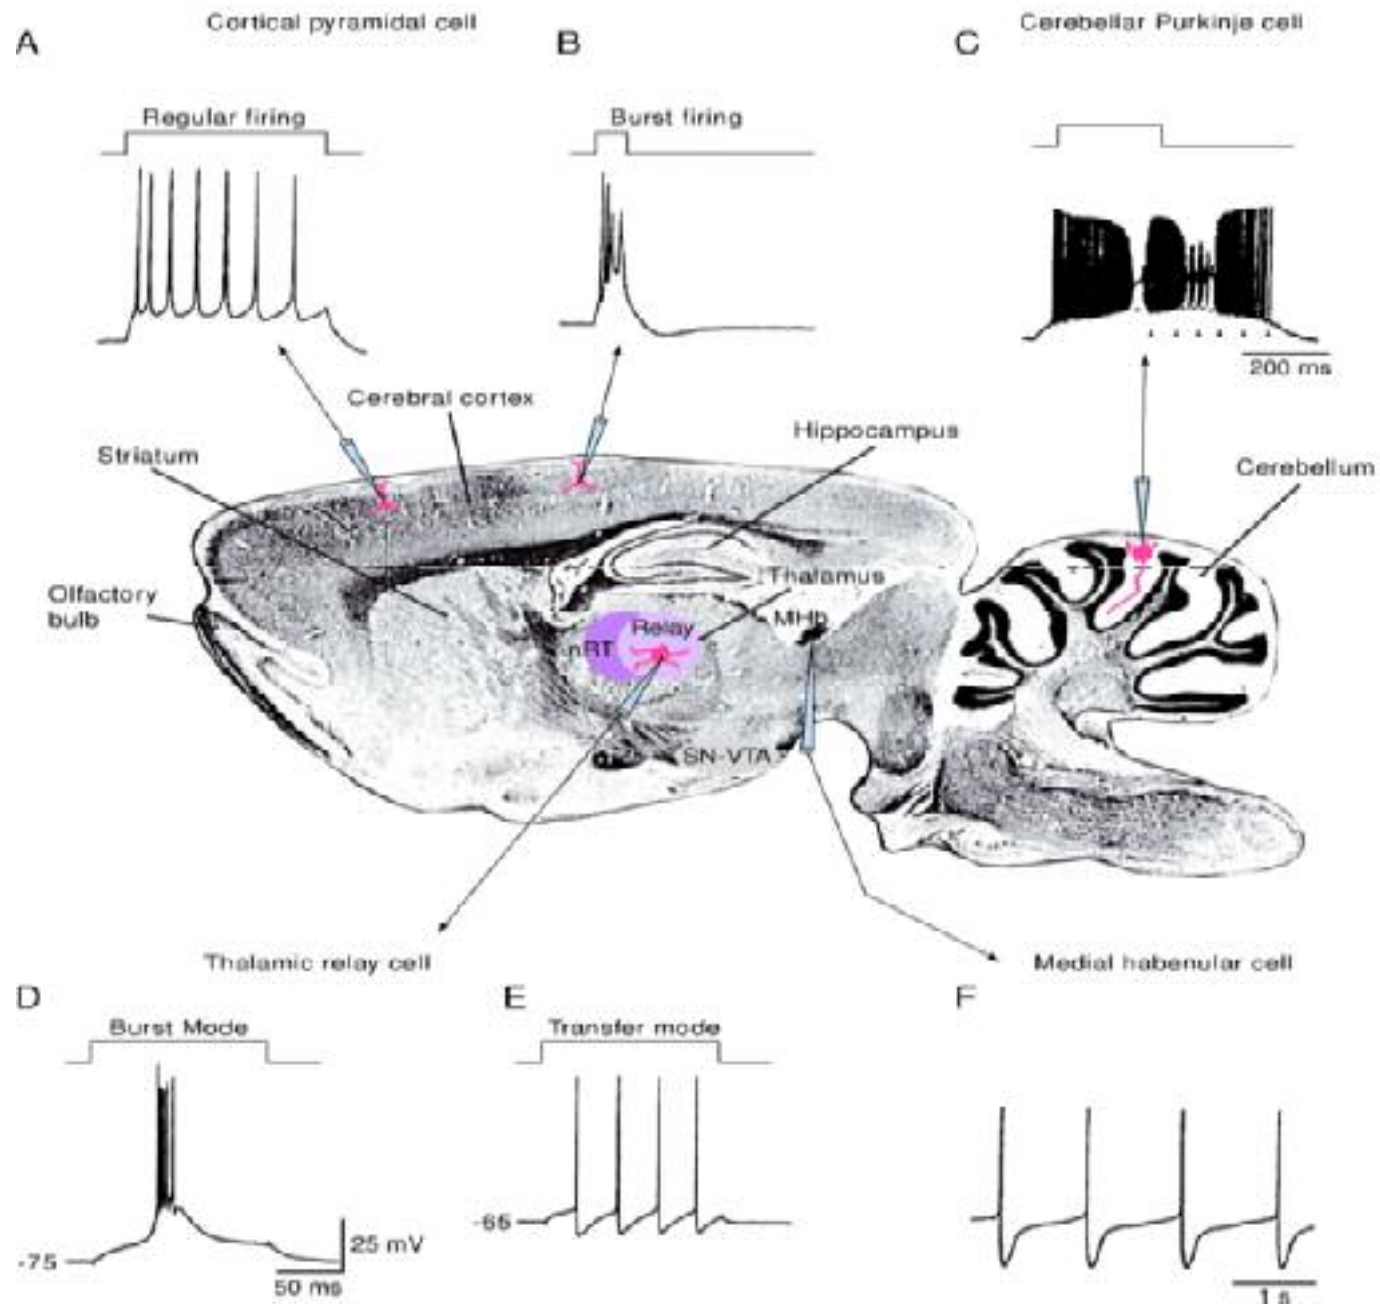 Cortical pyramidal cell
Cerebellar Purkinje cell
A
B
C
Regular firing
Burst firing
200 ms
Cerebral cortex
Hippocampus
Striatum
Cerebellum
Thalamus
Olfactory
bulb
MHb
Relay
nRT
SN-VTA
Thalamic relay cell
Medial habenular cell
D
E
F
Burst Mode
Transfer mode
-65
-75
25 mV
50 ms
1 s